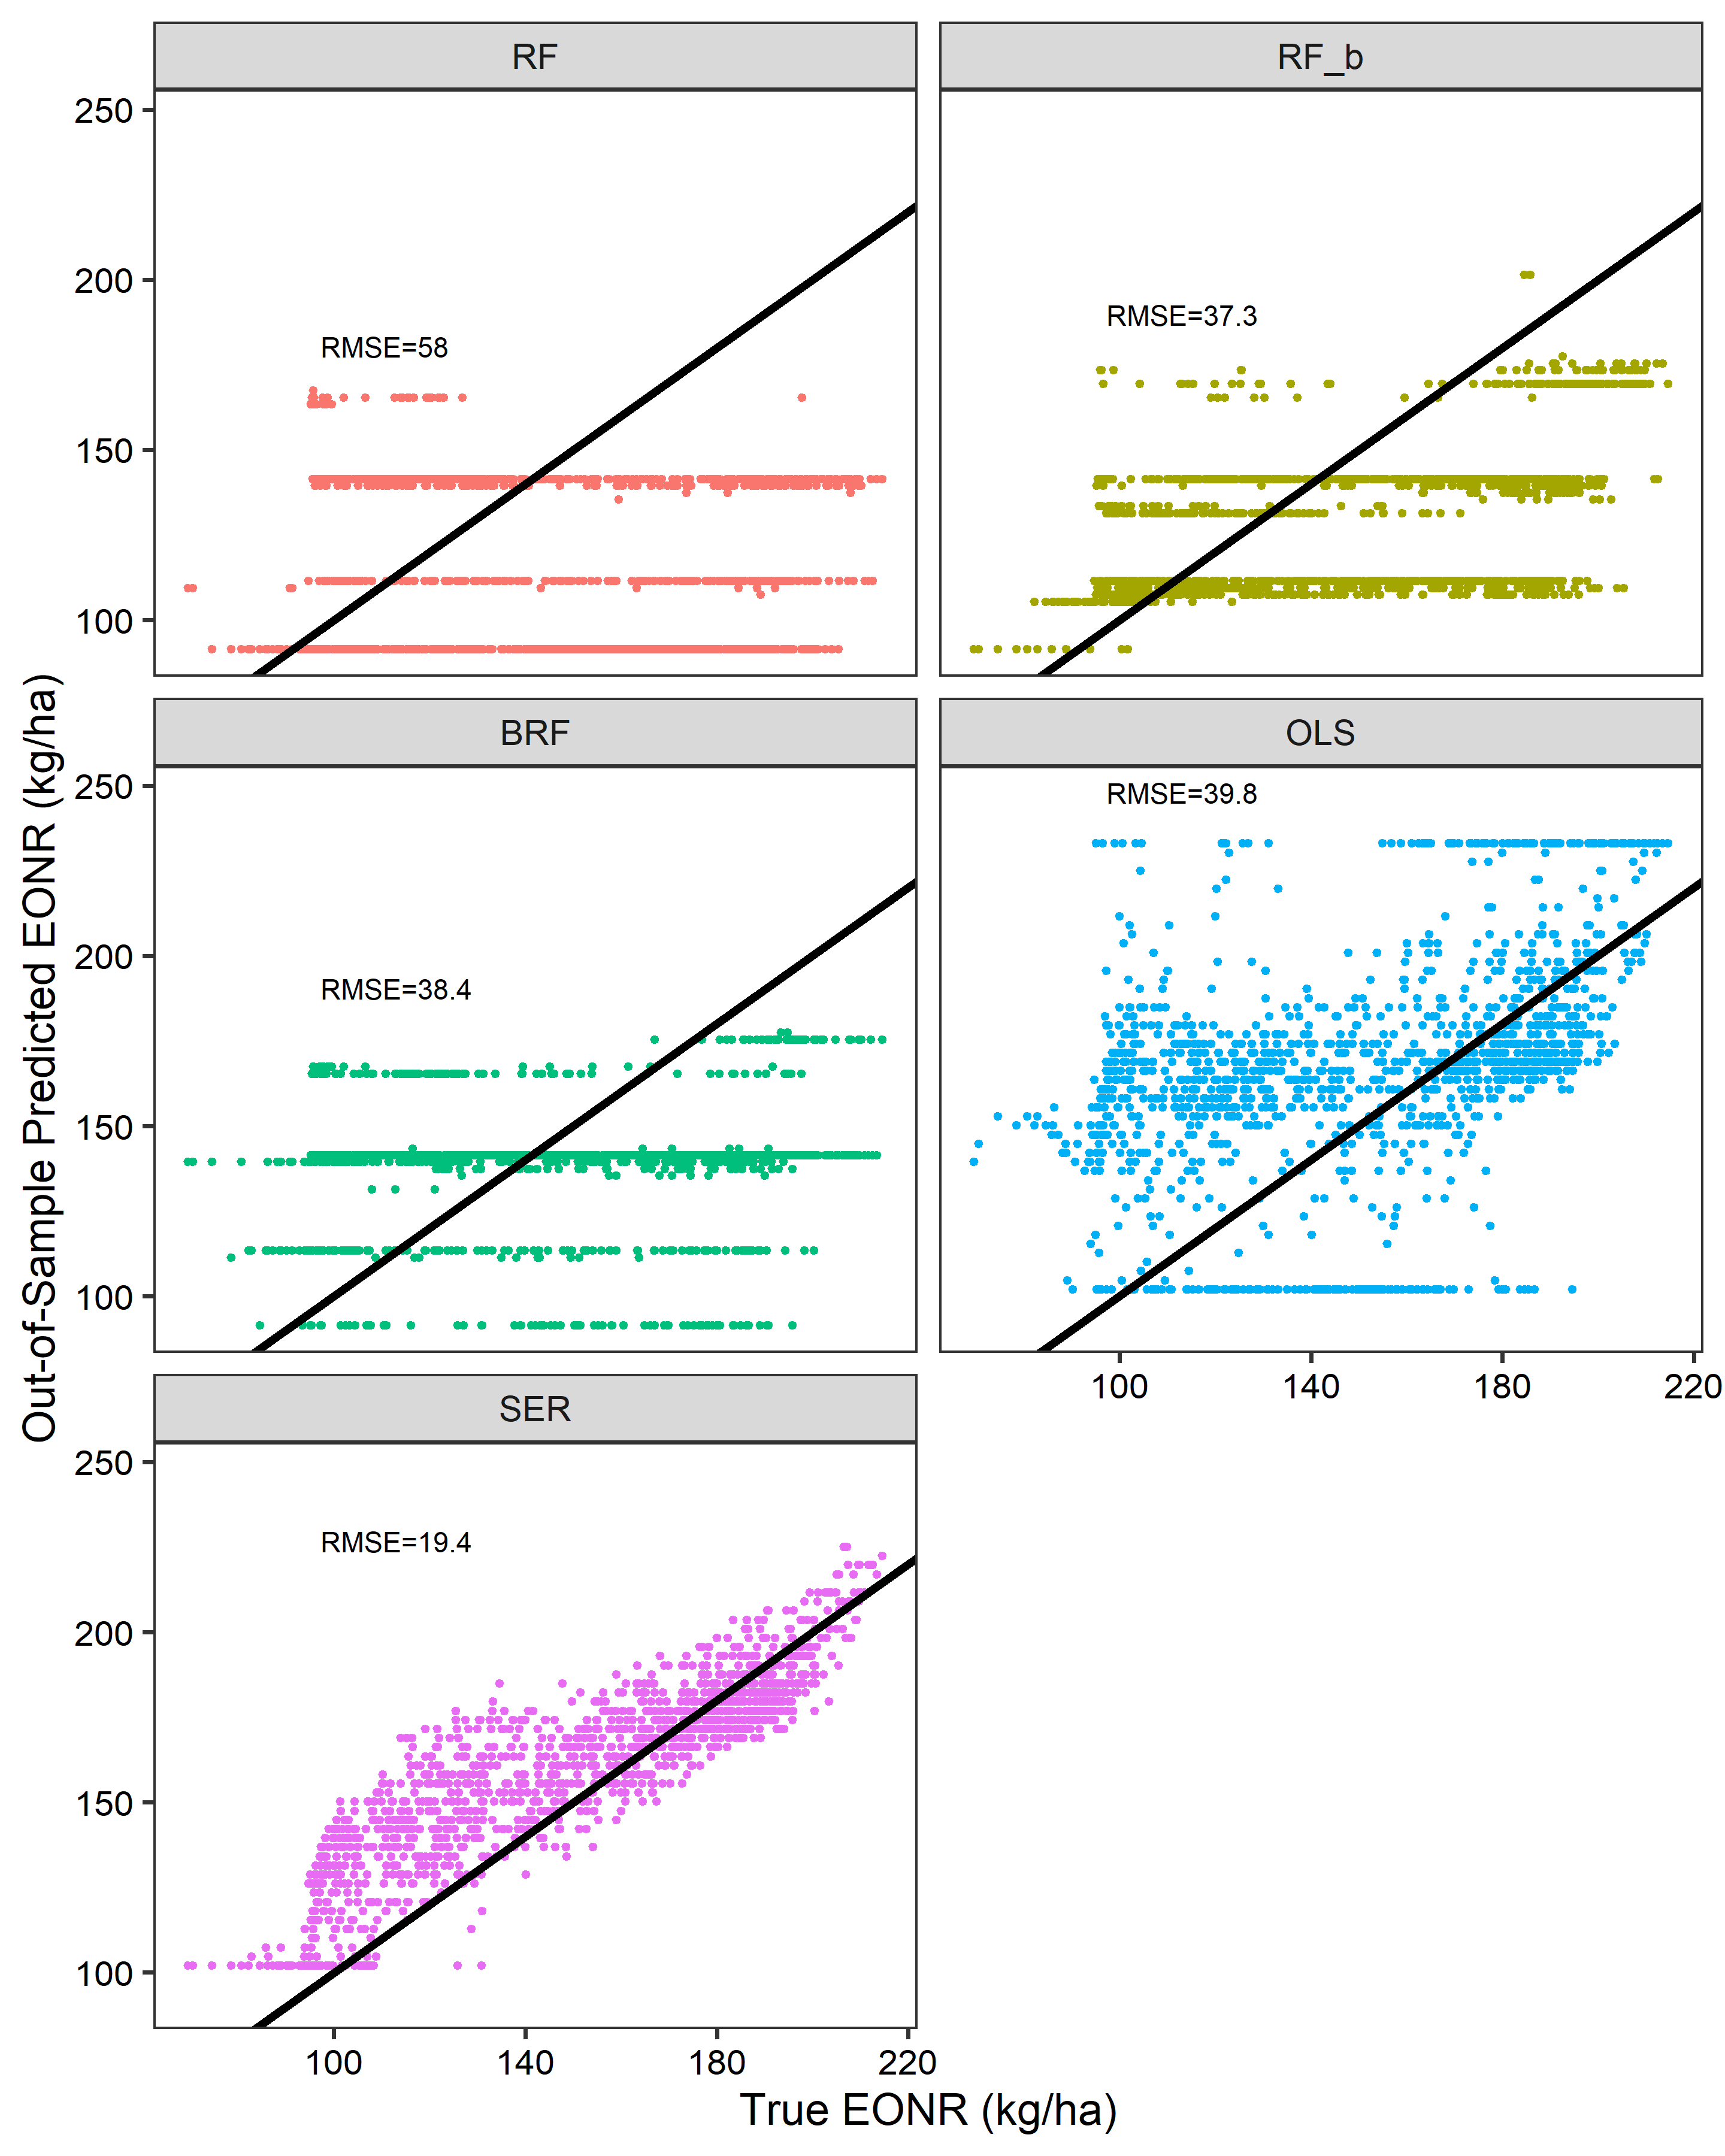 RF
RF_b
250
200
150
100
RMSE=58
RMSE=37.3
BRF
OLS
250
200
150
100
RMSE=38.4
RMSE=39.8
100 140 180 220
SER
250
200
150
100
RMSE=19.4
100 140 180 220
True EONR (kg/ha)
Out-of-Sample Predicted EONR (kg/ha)